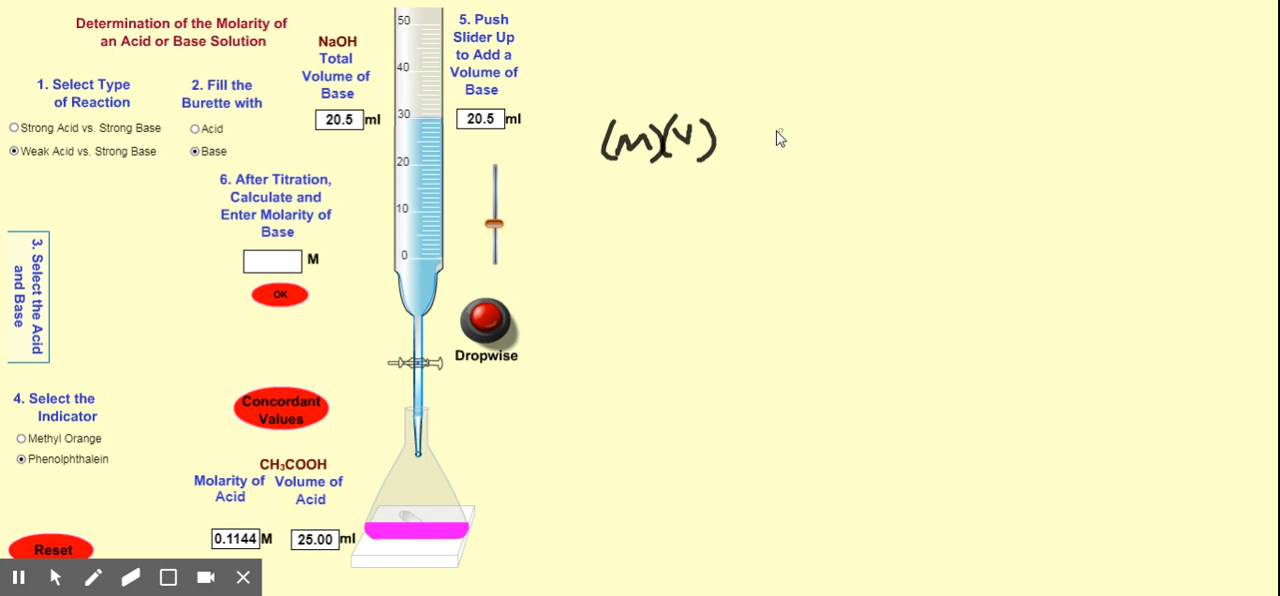 Determination of the Molarity of
an Acid or Base Solution
1. Select Type
of Reaction
Strong Acid vs. Strong Base
Weak Acid vs. Strong Base
2. Fill the
Burette with
Acid
Base
NaOH
Total
Volume of
Base
20.5 ml
50
40
30
20
10
0
5. Push
Slider Up
to Add a
Volume of
Base
20.5 ml
(M)(V)
6. After Titration,
Calculate and
Enter Molarity of
Base
M
OK
3. Select the Acid
and Base
Dropwise
4. Select the
Indicator
Methyl Orange
Phenolphthalein
Concordant
Values
CH₃COOH
Molarity of
Acid
Volume of
Acid
0.1144 M
25.00 ml
Reset